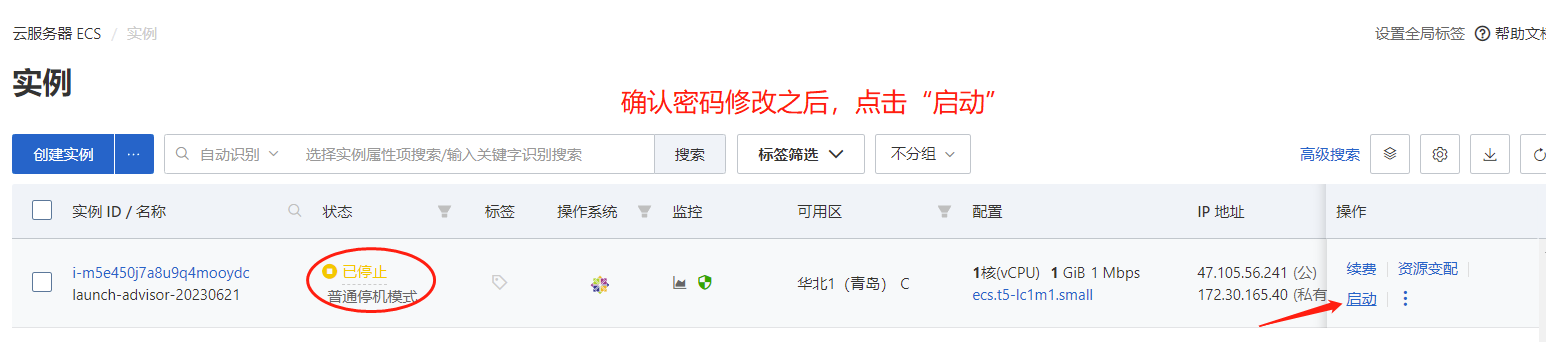 云服务器 ECS / 实例
设置全局标签 帮助文档
实例
确认密码修改之后，点击“启动”
创建实例 ... 自动识别 选择实例属性项搜索/输入关键字识别搜索 搜索 标签筛选 不分组 高级搜索
实例 ID / 名称 状态 标签 操作系统 监控 可用区 配置 IP 地址 操作
i-m5e450j7a8u9q4mooydc 已停止 1核(vCPU) 1 GiB 1 Mbps 47.105.56.241 (公) 续费 资源变配
华北1（青岛） C
launch-advisor-20230621 普通停机模式 ecs.t5-lc1m1.small 172.30.165.40 (私有 启动